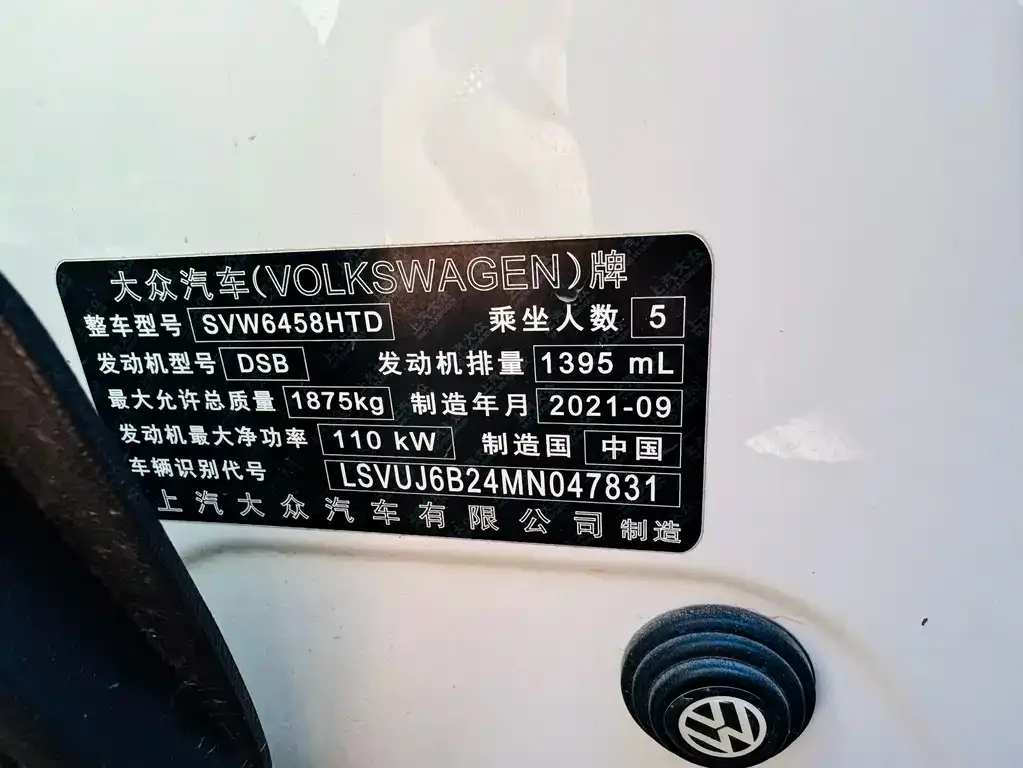 大众汽车(VOLKSWAGEN)牌
整车型号 SVW6458HTD 乘坐人数 5
发动机型号 DSB 发动机排量 1395 mL
最大允许总质量 1875kg 制造年月 2021-09
发动机最大净功率 110 kW 制造国 中国
车辆识别代号 LSVUJ6B24MN047831
上汽大众汽车有限公司 制造